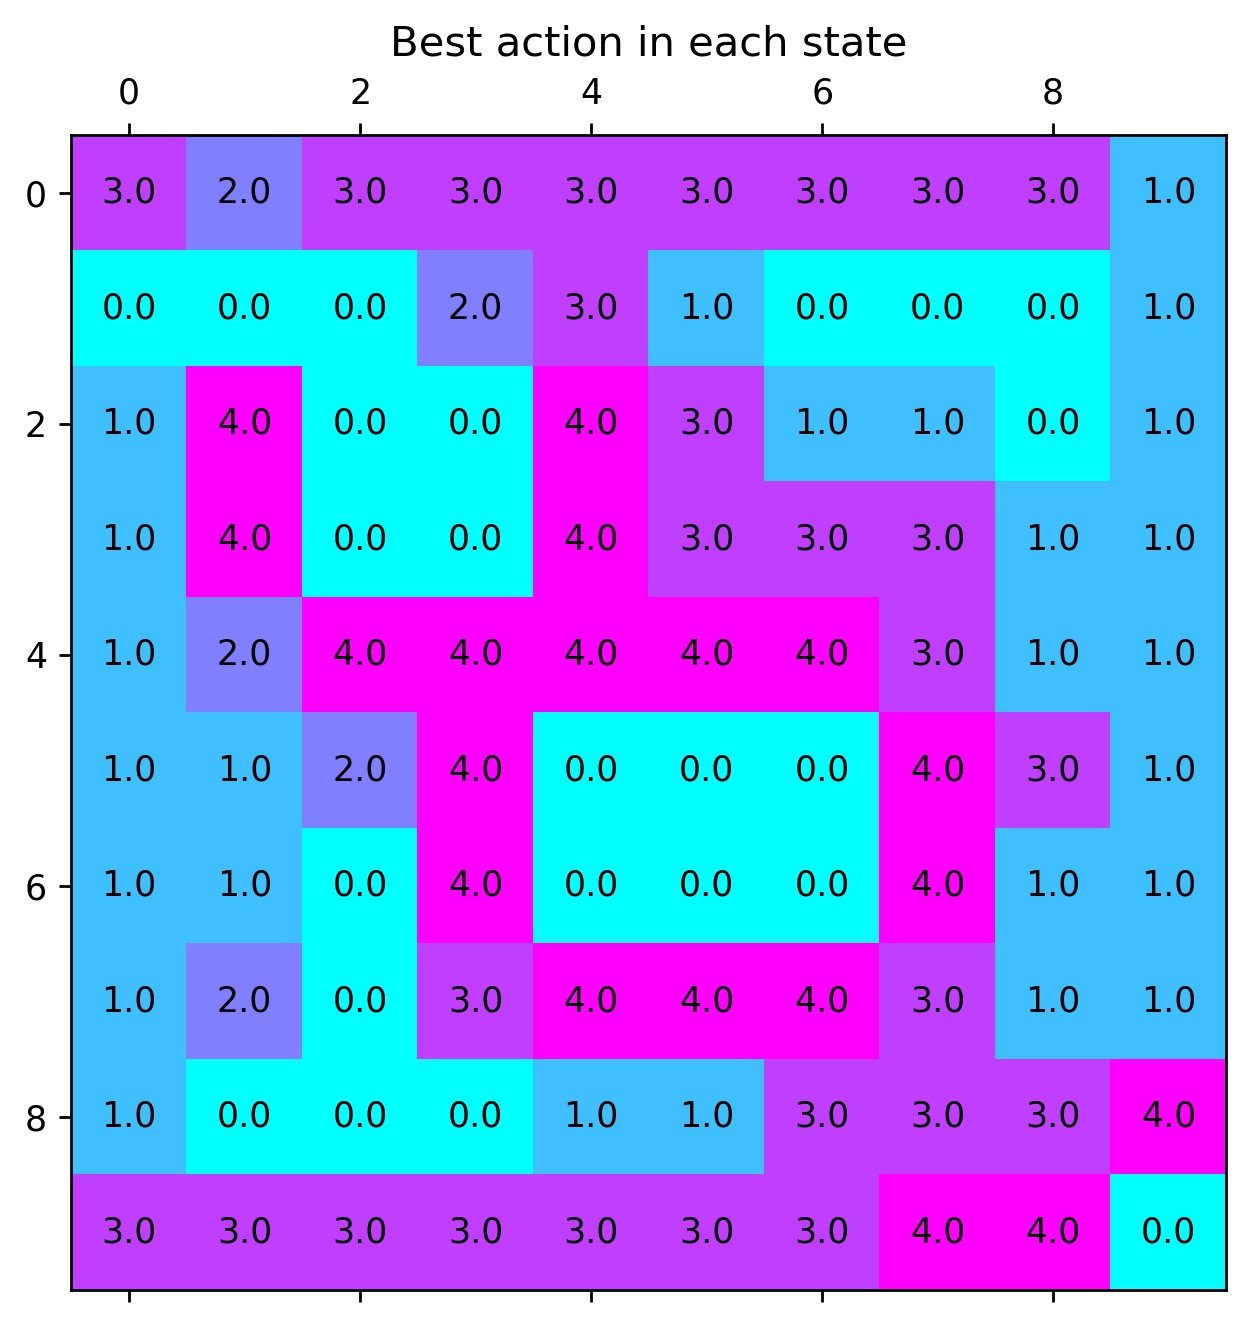 Best action in each state
0 2 4 6 8
0 3.0 2.0 3.0 3.0 3.0 3.0 3.0 3.0 3.0 1.0
0.0 0.0 0.0 2.0 3.0 1.0 0.0 0.0 0.0 1.0
2 1.0 4.0 0.0 0.0 4.0 3.0 1.0 1.0 0.0 1.0
1.0 4.0 0.0 0.0 4.0 3.0 3.0 3.0 1.0 1.0
4 1.0 2.0 4.0 4.0 4.0 4.0 4.0 3.0 1.0 1.0
1.0 1.0 2.0 4.0 0.0 0.0 0.0 4.0 3.0 1.0
6 1.0 1.0 0.0 4.0 0.0 0.0 0.0 4.0 1.0 1.0
1.0 2.0 0.0 3.0 4.0 4.0 4.0 3.0 1.0 1.0
8 1.0 0.0 0.0 0.0 1.0 1.0 3.0 3.0 3.0 4.0
3.0 3.0 3.0 3.0 3.0 3.0 3.0 4.0 4.0 0.0